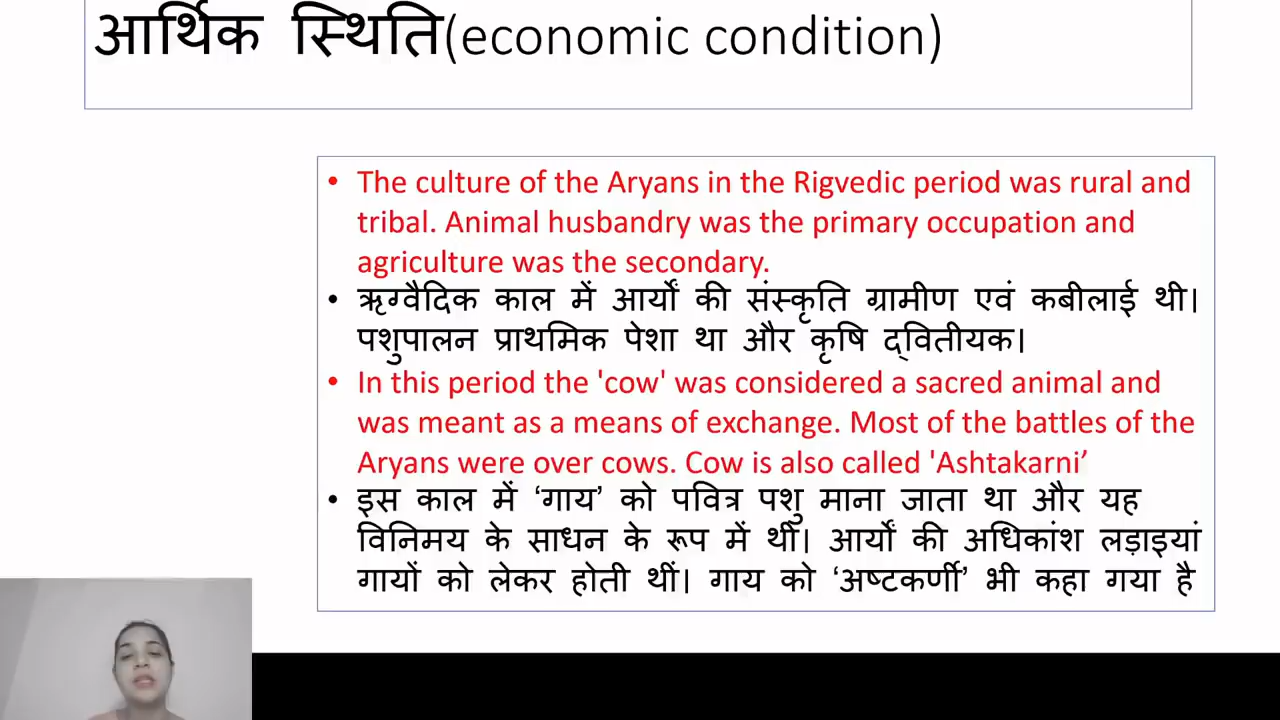 आर्थिक स्थिति(economic condition)
• The culture of the Aryans in the Rigvedic period was rural and
tribal. Animal husbandry was the primary occupation and
agriculture was the secondary.
• ऋग्वैदिक काल में आर्यों की संस्कृति ग्रामीण एवं कबीलाई थी।
पशुपालन प्राथमिक पेशा था और कृषि द्वितीयक।
• In this period the 'cow' was considered a sacred animal and
was meant as a means of exchange. Most of the battles of the
Aryans were over cows. Cow is also called 'Ashtakarni’
• इस काल में ‘गाय’ को पवित्र पशु माना जाता था और यह
विनिमय के साधन के रूप में थी। आर्यों की अधिकांश लड़ाइयां
गायों को लेकर होती थीं। गाय को ‘अष्टकर्णी’ भी कहा गया है